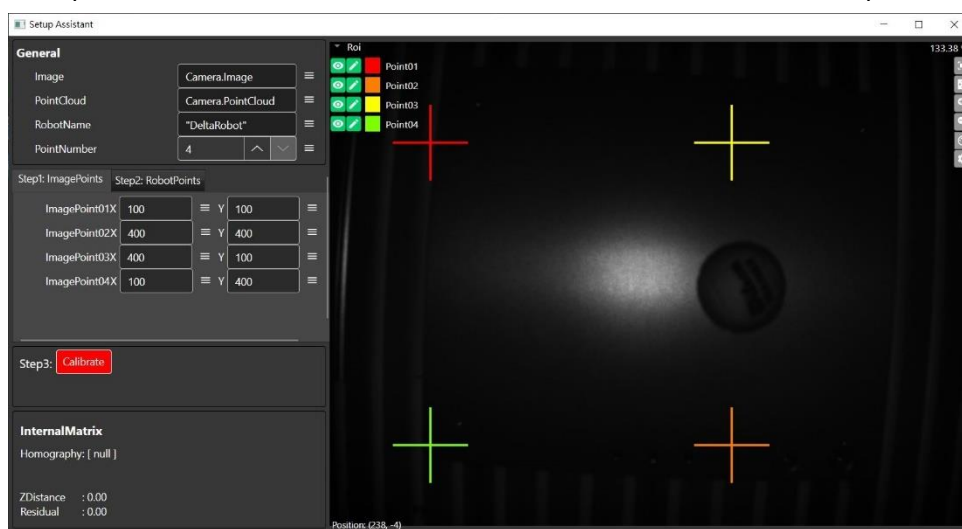 Setup Assistant
General
Image Camera.Image
PointCloud Camera.PointCloud
RobotName "DeltaRobot"
PointNumber 4
Step1: ImagePoints Step2: RobotPoints
ImagePoint01X 100 Y 100
ImagePoint02X 400 Y 400
ImagePoint03X 400 Y 100
ImagePoint04X 100 Y 400
Step3: Calibrate
InternalMatrix
Homography: [ null ]
ZDistance : 0.00
Residual : 0.00
Roi
133.38
Point01
Point02
Point03
Point04
Position: (238, -4)